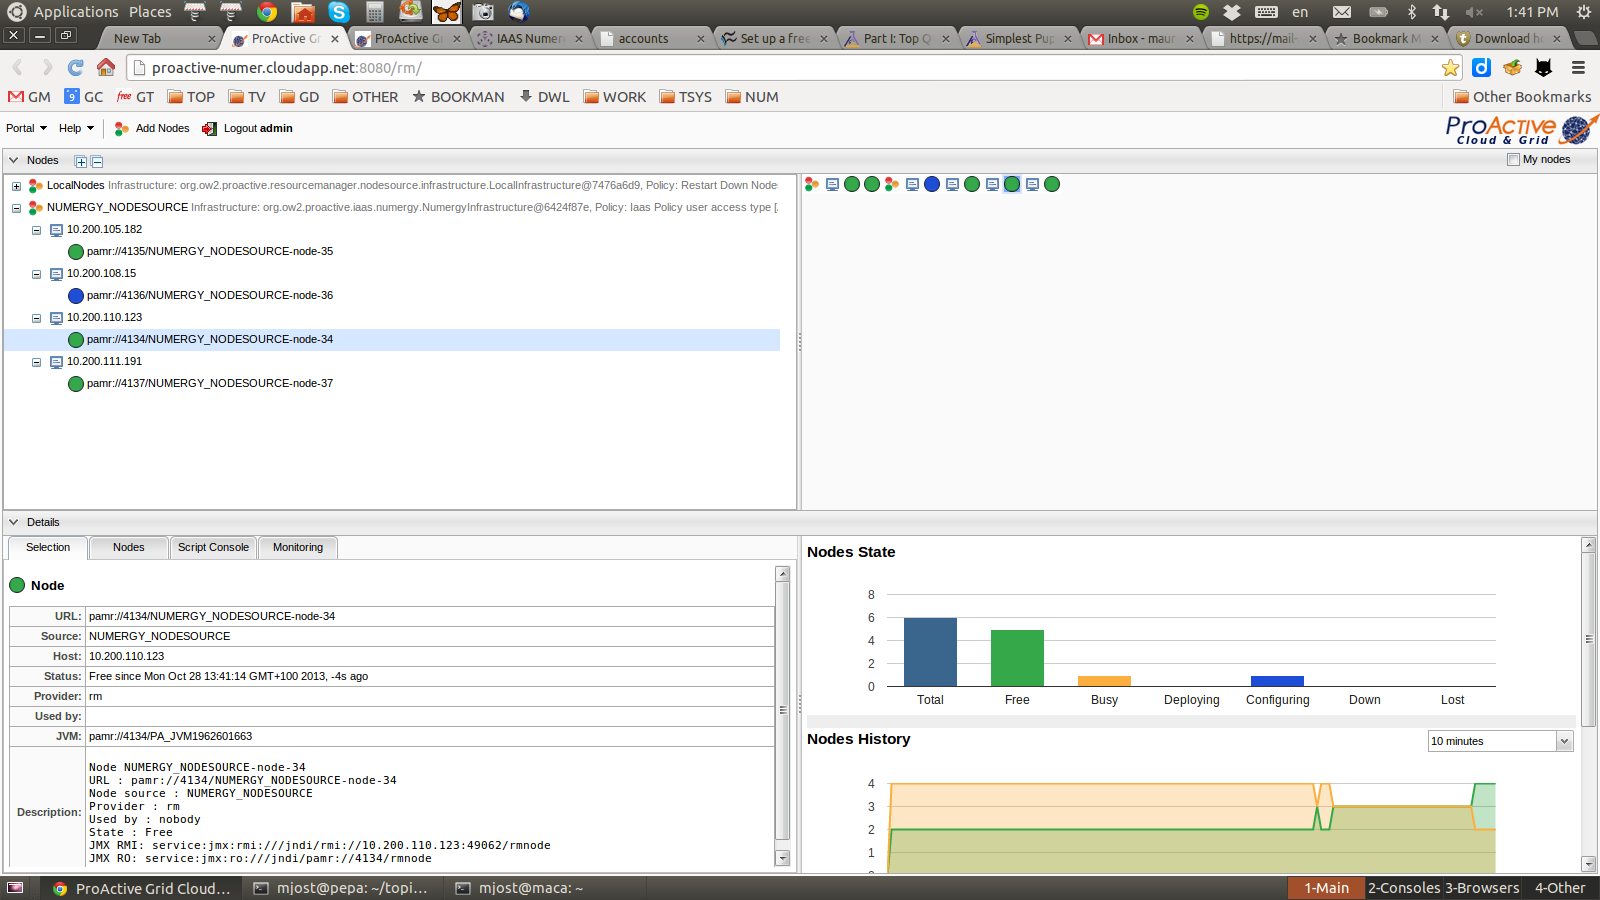 Applications Places en 1:41 PM
New Tab ProActive Gr ProActive Gr IAAS Numer accounts Set up a free Part I: Top Q Simplest Pup Inbox - maur https://mail- Bookmark M Download h
proactive-numer.cloudapp.net:8080/rm/
GM 9 GC free GT TOP TV GD OTHER BOOKMAN DWL WORK TSYS NUM Other Bookmarks
Portal Help Add Nodes Logout admin
ProActive
Cloud & Grid
Nodes My nodes
LocalNodes Infrastructure: org.ow2.proactive.resourcemanager.nodesource.infrastructure.LocalInfrastructure@7476a6d9, Policy: Restart Down Node
NUMERGY_NODESOURCE Infrastructure: org.ow2.proactive.iaas.numergy.NumergyInfrastructure@6424f87e, Policy: Iaas Policy user access type [
10.200.105.182
pamr://4135/NUMERGY_NODESOURCE-node-35
10.200.108.15
pamr://4136/NUMERGY_NODESOURCE-node-36
10.200.110.123
pamr://4134/NUMERGY_NODESOURCE-node-34
10.200.111.191
pamr://4137/NUMERGY_NODESOURCE-node-37
Details
Selection Nodes Script Console Monitoring
Node
URL: pamr://4134/NUMERGY_NODESOURCE-node-34
Source: NUMERGY_NODESOURCE
Host: 10.200.110.123
Status: Free since Mon Oct 28 13:41:14 GMT+100 2013, -4s ago
Provider: rm
Used by:
JVM: pamr://4134/PA_JVM1962601663
Description:
Node NUMERGY_NODESOURCE-node-34
URL : pamr://4134/NUMERGY_NODESOURCE-node-34
Node source : NUMERGY_NODESOURCE
Provider : rm
Used by : nobody
State : Free
JMX RMI: service:jmx:rmi:///jndi/rmi://10.200.110.123:49062/rmnode
JMX RO: service:jmx:ro:///jndi/pamr://4134/rmnode
Nodes State
8
6
4
2
0
Total Free Busy Deploying Configuring Down Lost
Nodes History
10 minutes
4
3
2
1
ProActive Grid Cloud... mjost@pepa: ~/topi... mjost@maca: ~ 1-Main 2-Consoles 3-Browsers 4-Other